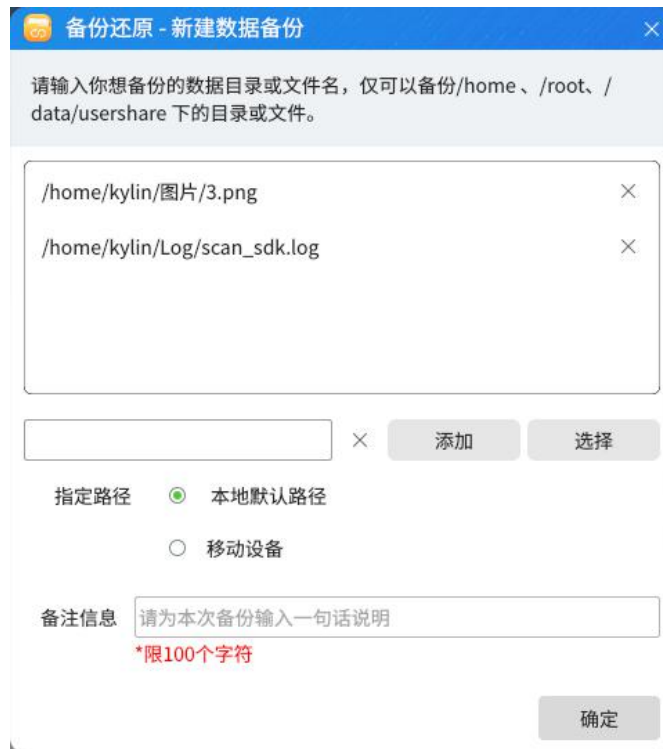 备份还原 - 新建数据备份
请输入你想备份的数据目录或文件名，仅可以备份/home 、/root、/
data/usershare 下的目录或文件。
/home/kylin/图片/3.png
/home/kylin/Log/scan_sdk.log
添加 选择
指定路径 本地默认路径
移动设备
备注信息 请为本次备份输入一句话说明
*限100个字符
确定